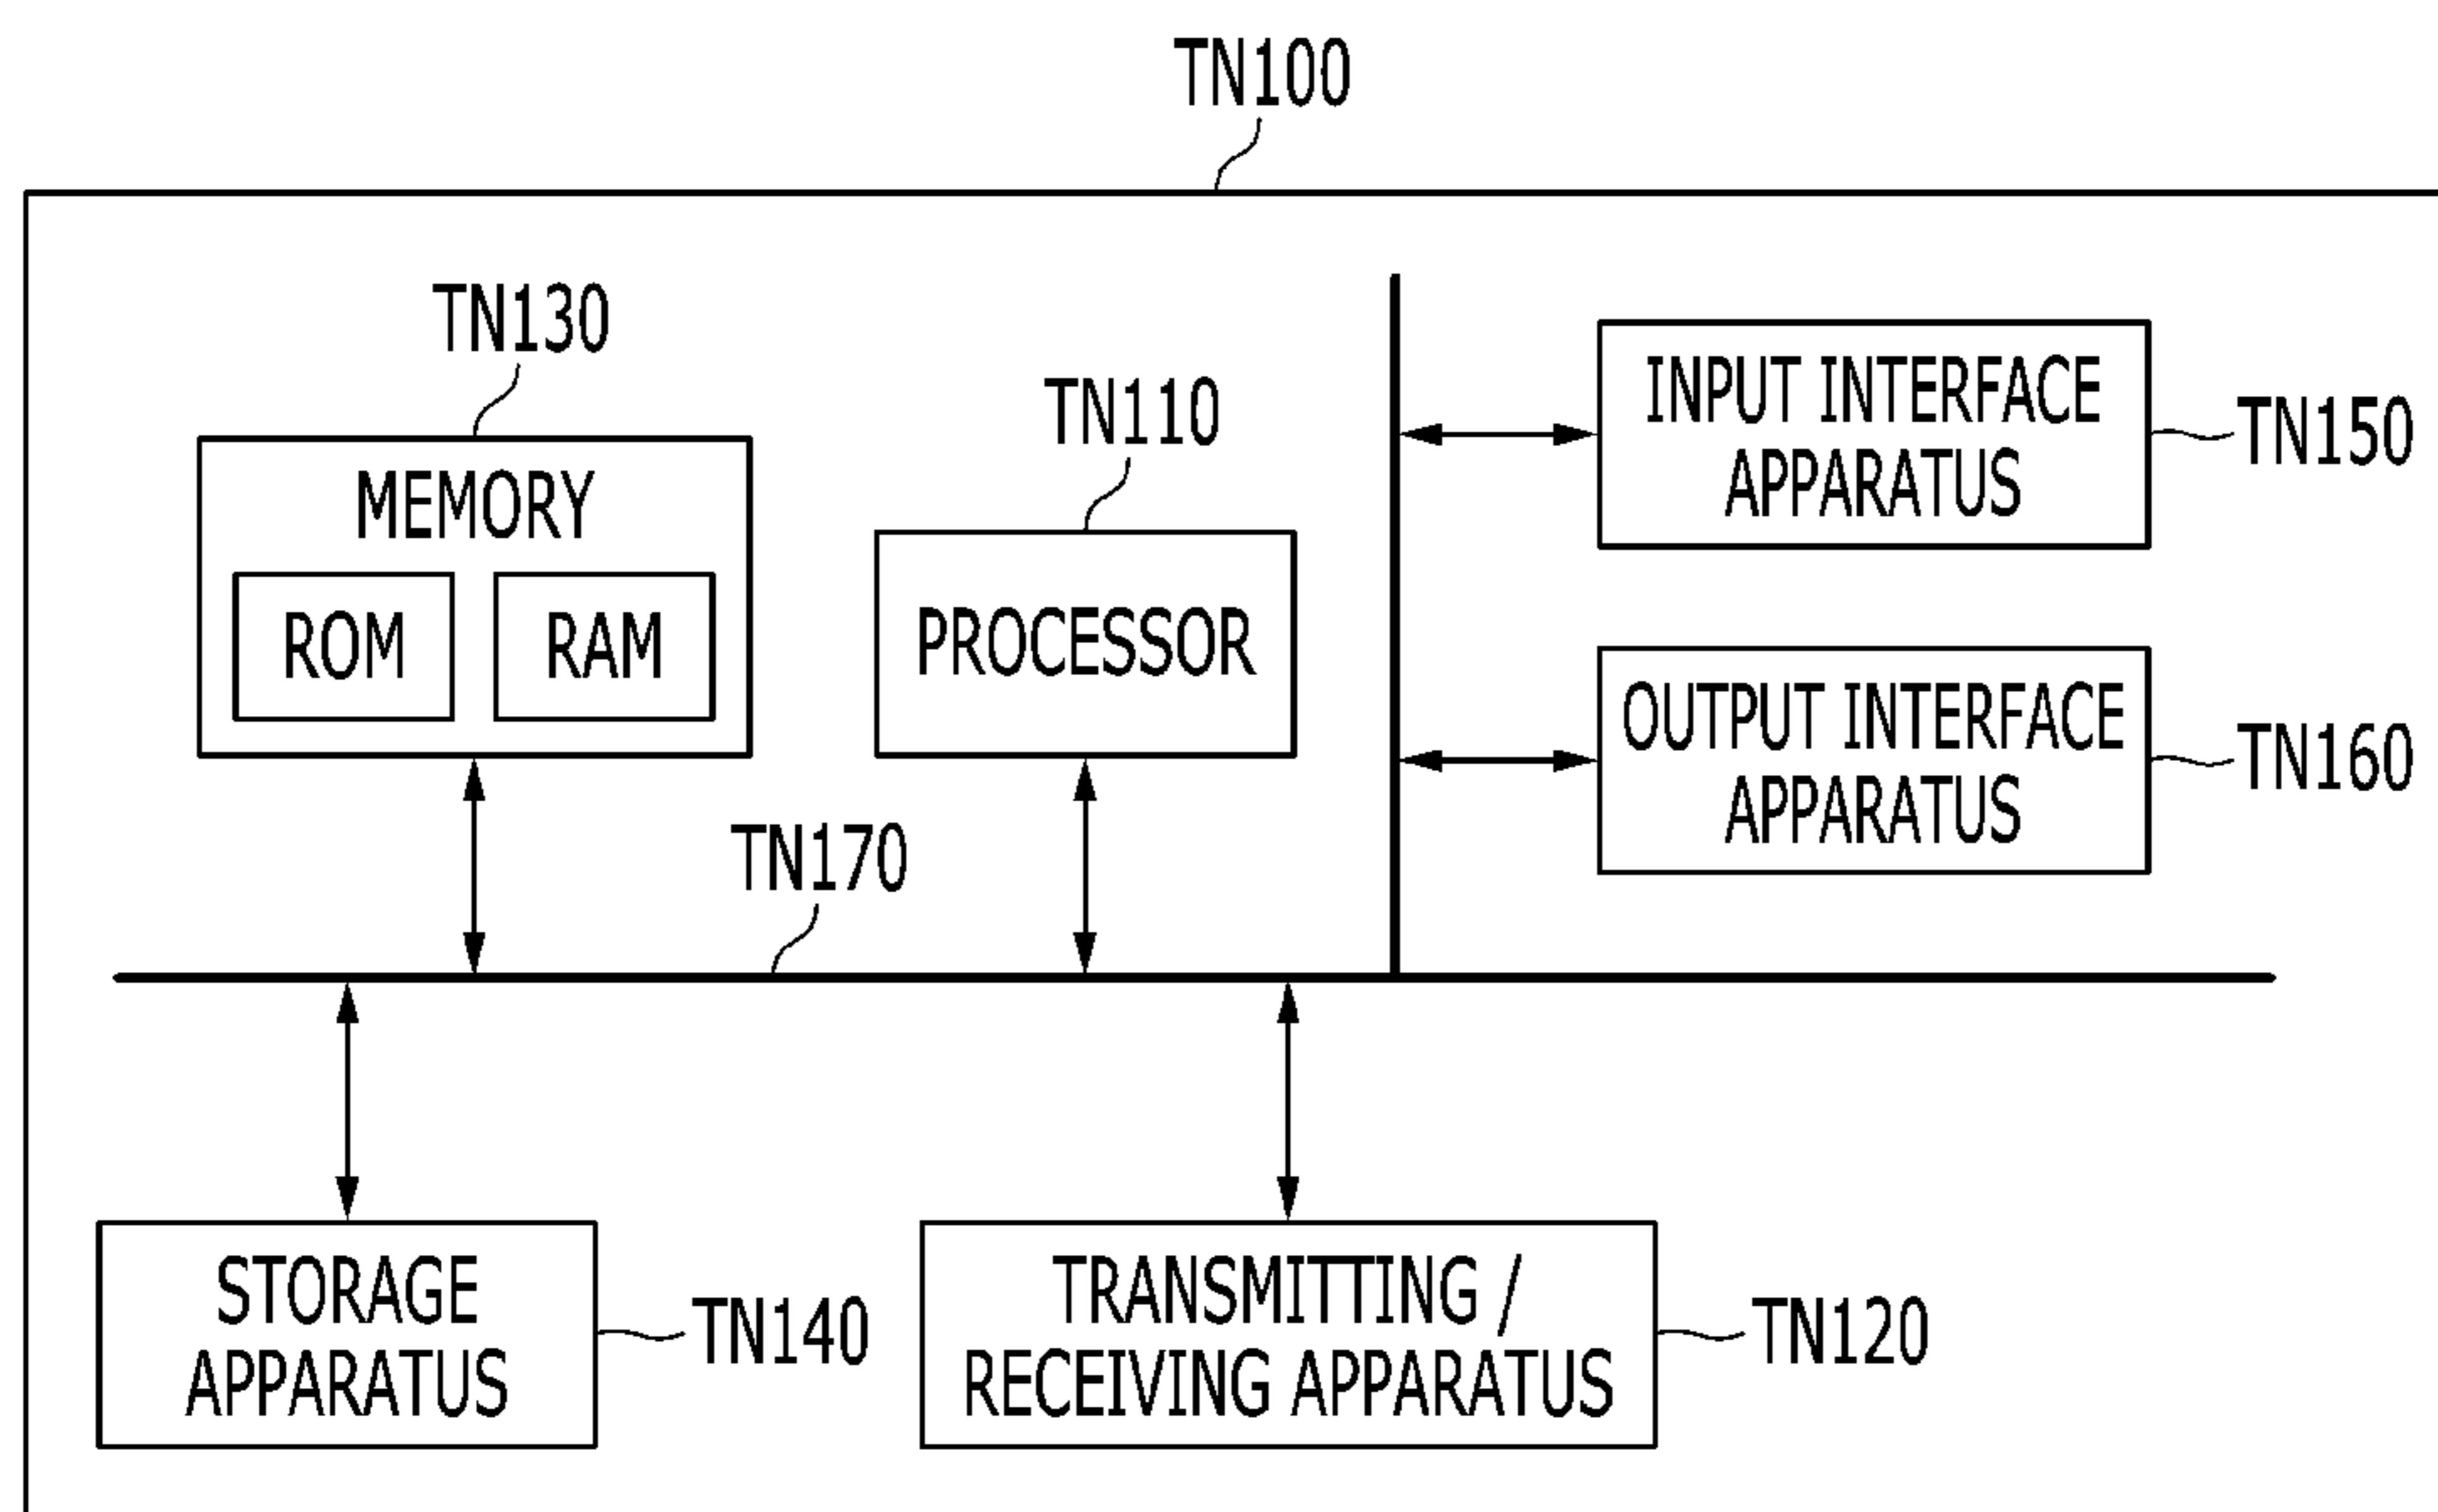 TN100
TN130
MEMORY
ROM
RAM
TN110
PROCESSOR
INPUT INTERFACE
APPARATUS
TN150
OUTPUT INTERFACE
APPARATUS
TN160
TN170
STORAGE
APPARATUS
TN140
TRANSMITTING /
RECEIVING APPARATUS
TN120